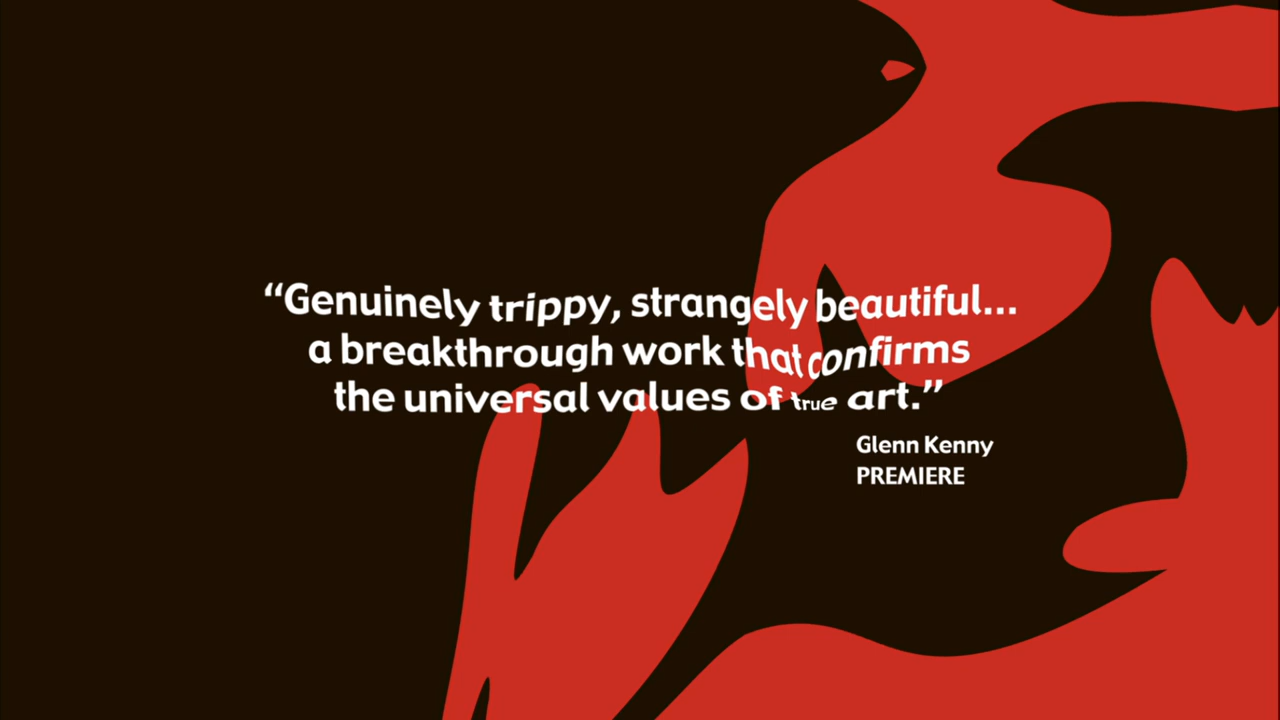 “Genuinely trippy, strangely beautiful...
a breakthrough work that confirms
the universal values of true art.”
Glenn Kenny
PREMIERE